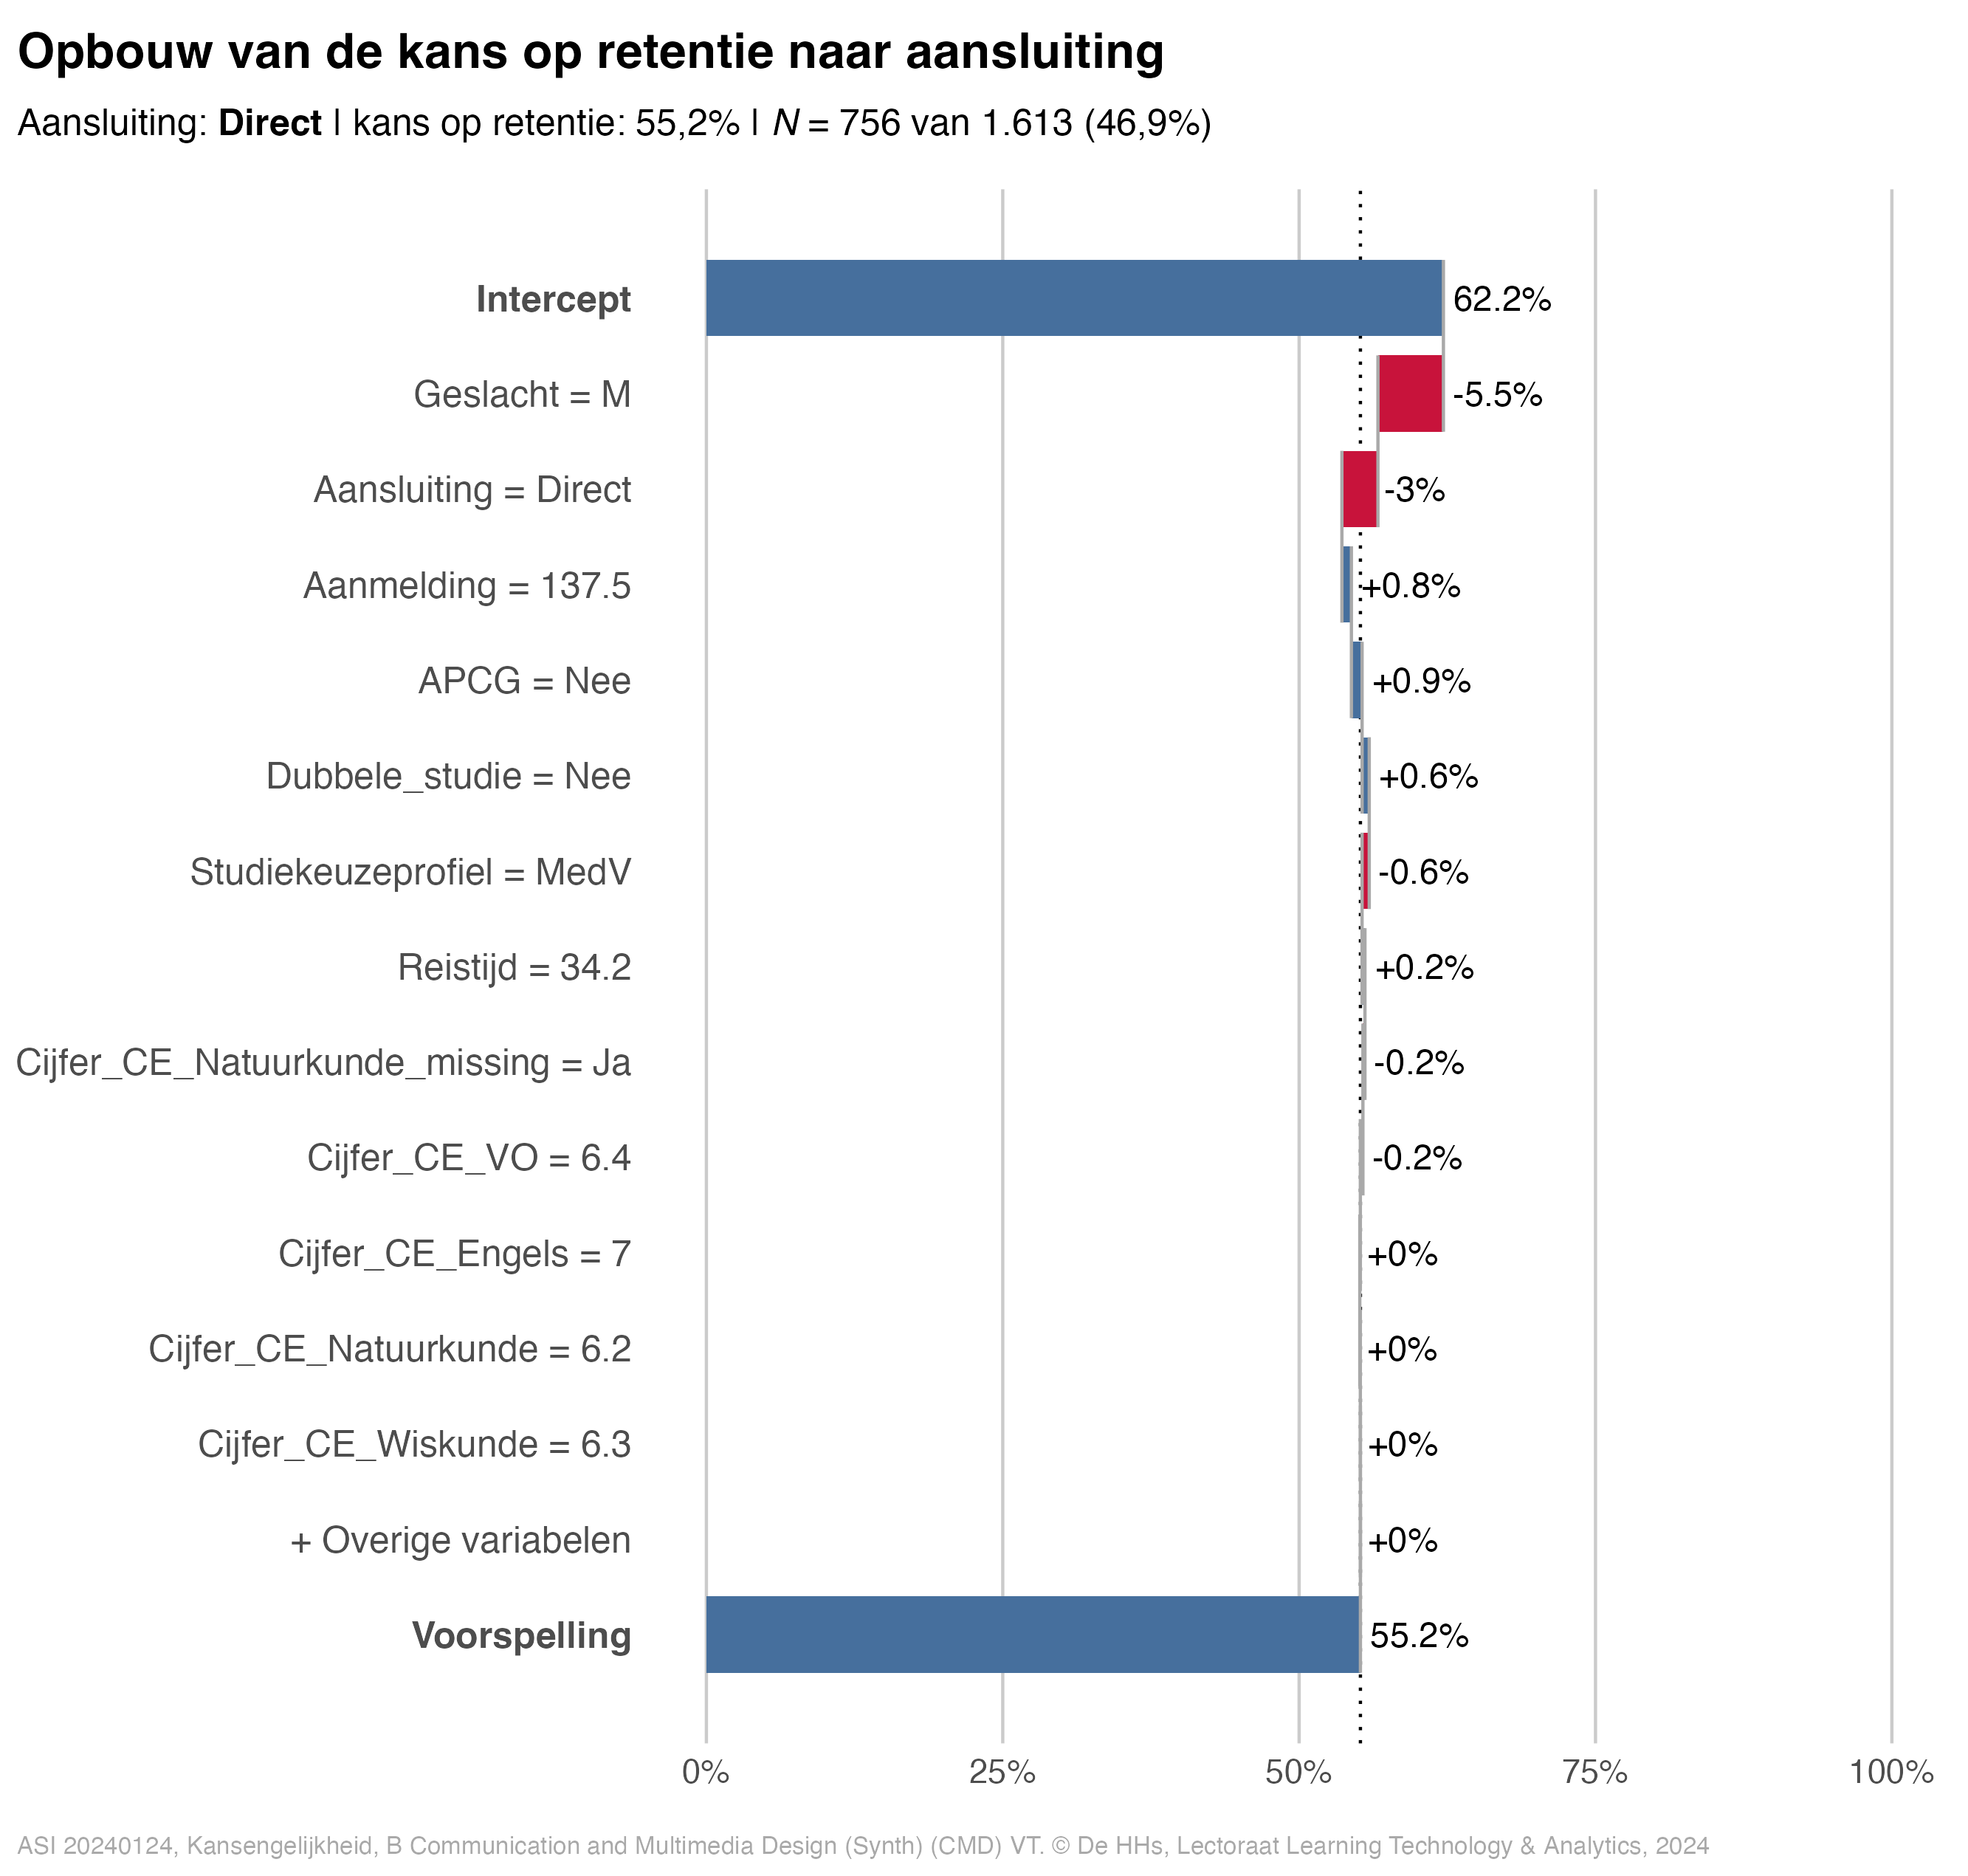 Opbouw van de kans op retentie naar aansluiting
Aansluiting: Direct | kans op retentie: 55,2% | N = 756 van 1.613 (46,9%)
Intercept 62.2%
Geslacht = M -5.5%
Aansluiting = Direct -3%
Aanmelding = 137.5 +0.8%
APCG = Nee +0.9%
Dubbele_studie = Nee +0.6%
Studiekeuzeprofiel = MedV -0.6%
Reistijd = 34.2 +0.2%
Cijfer_CE_Natuurkunde_missing = Ja -0.2%
Cijfer_CE_VO = 6.4 -0.2%
Cijfer_CE_Engels = 7 +0%
Cijfer_CE_Natuurkunde = 6.2 +0%
Cijfer_CE_Wiskunde = 6.3 +0%
+ Overige variabelen +0%
Voorspelling 55.2%
0% 25% 50% 75% 100%
ASI 20240124, Kansengelijkheid, B Communication and Multimedia Design (Synth) (CMD) VT. © De HHs, Lectoraat Learning Technology & Analytics, 2024